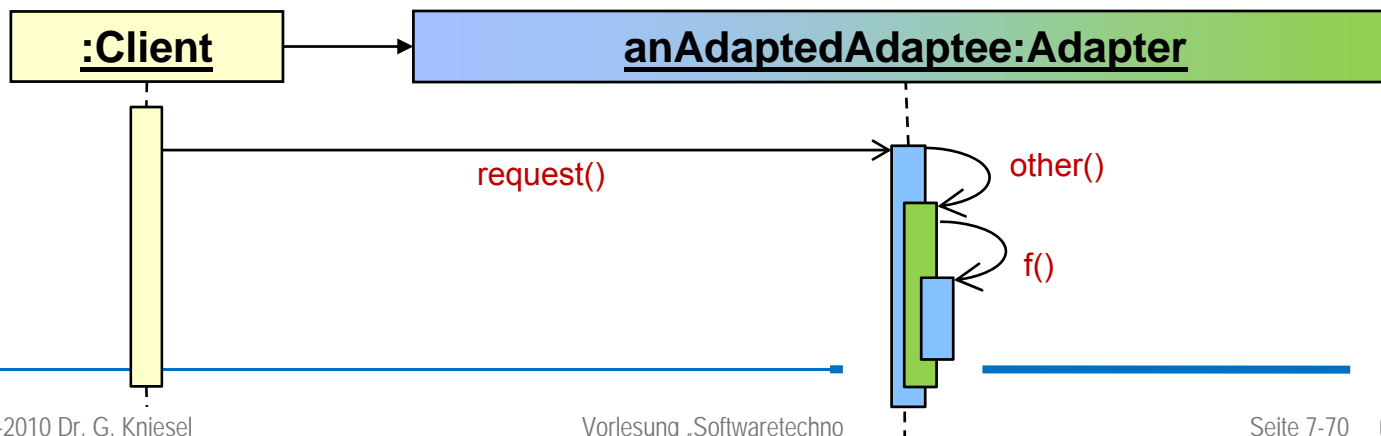 :Client anAdaptedAdaptee:Adapter
request()
other()
f()
-2010 Dr. G. Kniesel Vorlesung „Softwaretechno Seite 7-70